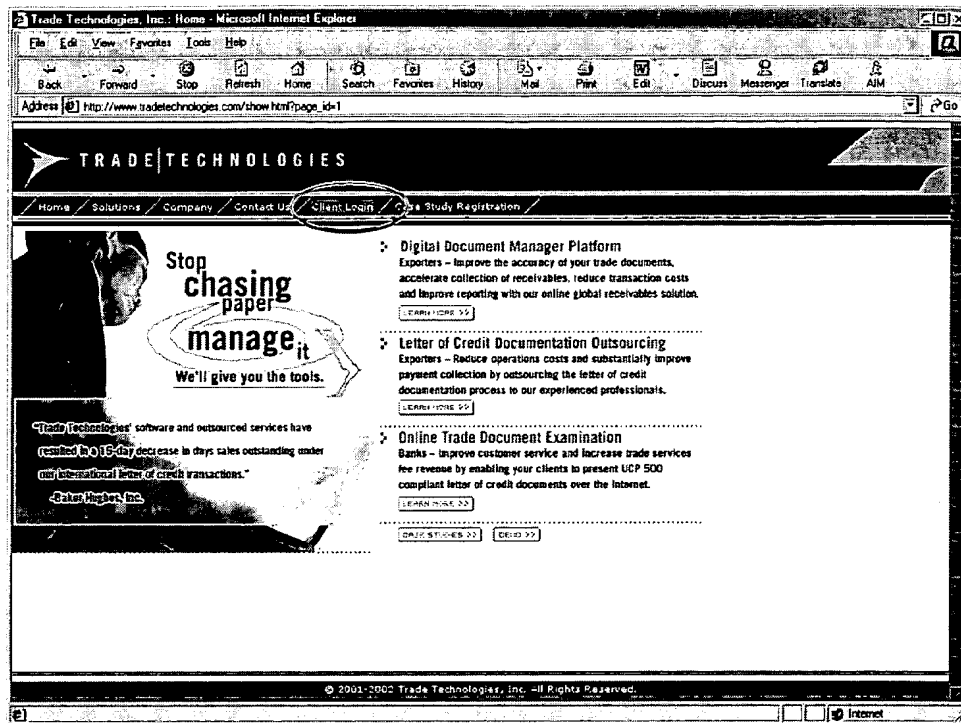 Trade Technologies, Inc.: Home - Microsoft Internet Explorer
File Edit View Favorites Tools Help
Back Forward Stop Refresh Home Search Favorites History Mail Print Edit Discuss Messenger Translate AIM
Address http://www.tradetechnologies.com/show.html?page_id=1 Go
TRADE|TECHNOLOGIES
Home / Solutions / Company / Contact Us / Client Login / Case Study Registration /
Stop
chasing
paper
manage
it
We'll give you the tools.
"Trade Technologies' software and outsourced services have
resulted in a 15-day decrease in days sales outstanding under
our international letter of credit transactions."
-Baker Hughes, Inc.
Digital Document Manager Platform
Exporters – Improve the accuracy of your trade documents,
accelerate collection of receivables, reduce transaction costs
and improve reporting with our online global receivables solution.
LEARN MORE >>
Letter of Credit Documentation Outsourcing
Exporters – Reduce operations costs and substantially improve
payment collection by outsourcing the letter of credit
documentation process to our experienced professionals.
LEARN MORE >>
Online Trade Document Examination
Banks – Improve customer service and increase trade services
fee revenue by enabling your clients to present UCP 500
compliant letter of credit documents over the Internet.
LEARN MORE >>
CASE STUDIES >> DEMO >>
© 2001-2002 Trade Technologies, Inc. All Rights Reserved.
Internet